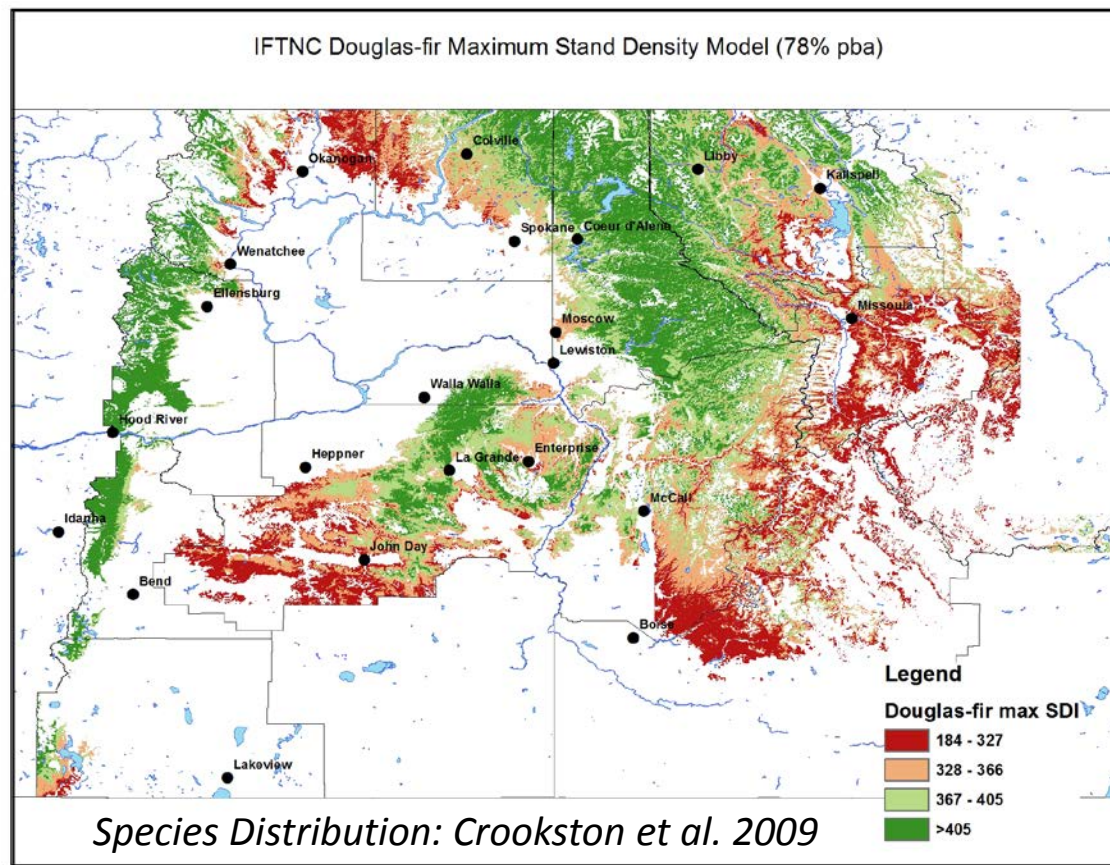 IFTNC Douglas-fir Maximum Stand Density Model (78% pba)
Colville
Libby
Okanogan
Kalispell
Spokane
Coeur d'Alene
Wenatchee
Ellensburg
Missoula
Moscow
Lewiston
Walla Walla
Hood River
Heppner
La Grande
Enterprise
McCall
Idanha
John Day
Bend
Boise
Lakeview
Legend
Douglas-fir max SDI
184 - 327
328 - 366
367 - 405
>405
Species Distribution: Crookston et al. 2009